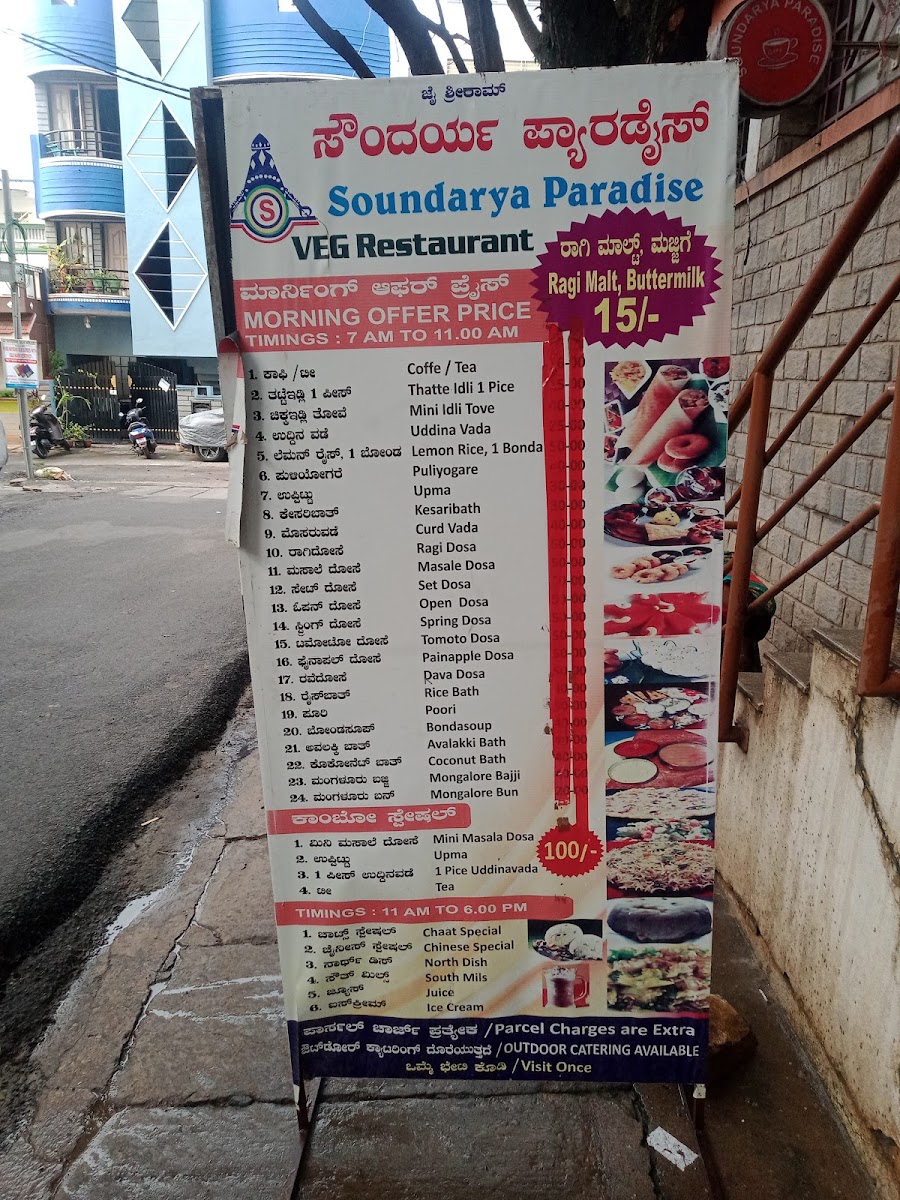 SOUNDARYA PARADISE
ಜೈ ಶ್ರೀರಾಮ್
ಸೌಂದರ್ಯ ಪ್ಯಾರಡೈಸ್
S
Soundarya Paradise
VEG Restaurant
ರಾಗಿ ಮಾಲ್ಟ್, ಮಜ್ಜಿಗೆ
Ragi Malt, Buttermilk
15/-
ಮಾರ್ನಿಂಗ್ ಆಫರ್ ಪ್ರೈಸ್
MORNING OFFER PRICE
TIMINGS : 7 AM TO 11.00 AM
1. ಕಾಫಿ /ಟೀ Coffe / Tea
2. ತಟ್ಟೆಇಡ್ಲಿ 1 ಪೀಸ್ Thatte Idli 1 Pice
3. ಚಿಕ್ಕಇಡ್ಲಿ ತೋವೆ Mini Idli Tove
4. ಉದ್ದಿನ ವಡೆ Uddina Vada
5. ಲೆಮನ್ ರೈಸ್, 1 ಬೋಂಡ Lemon Rice, 1 Bonda
6. ಪುಳಿಯೋಗರೆ Puliyogare
7. ಉಪ್ಪಿಟ್ಟು Upma
8. ಕೇಸರಿಬಾತ್ Kesaribath
9. ಮೊಸರುವಡೆ Curd Vada
10. ರಾಗಿದೋಸೆ Ragi Dosa
11. ಮಸಾಲೆ ದೋಸೆ Masale Dosa
12. ಸೇಟ್ ದೋಸೆ Set Dosa
13. ಓಪನ್ ದೋಸೆ Open Dosa
14. ಸ್ಪ್ರಿಂಗ್ ದೋಸೆ Spring Dosa
15. ಟಮೋಟೋ ದೋಸೆ Tomoto Dosa
16. ಫೈನಾಪಲ್ ದೋಸೆ Painapple Dosa
17. ರವೆದೋಸೆ Dava Dosa
18. ರೈಸ್‌ಬಾತ್ Rice Bath
19. ಪೂರಿ Poori
20. ಬೋಂಡಸೂಪ್ Bondasoup
21. ಅವಲಕ್ಕಿ ಬಾತ್ Avalakki Bath
22. ಕೊಕೋನೆಟ್ ಬಾತ್ Coconut Bath
23. ಮಂಗಳೂರು ಬಜ್ಜಿ Mongalore Bajji
24. ಮಂಗಳೂರು ಬನ್ Mongalore Bun
ಕಾಂಬೋ ಸ್ಪೇಷಲ್
1. ಮಿನಿ ಮಸಾಲೆ ದೋಸೆ Mini Masala Dosa
2. ಉಪ್ಪಿಟ್ಟು Upma
3. 1 ಪೀಸ್ ಉದ್ದಿನವಡೆ 1 Pice Uddinavada
4. ಟೀ Tea
100/-
TIMINGS : 11 AM TO 6.00 PM
1. ಚಾಟ್ಸ್ ಸ್ಪೇಷಲ್ Chaat Special
2. ಚೈನೀಸ್ ಸ್ಪೇಷಲ್ Chinese Special
3. ನಾರ್ಥ್ ಡಿಸ್ North Dish
4. ಸೌತ್ ಮಿಲ್ಸ್ South Mils
5. ಜ್ಯೂಸ್ Juice
6. ಐಸ್‌ಕ್ರೀಮ್ Ice Cream
ಪಾರ್ಸಲ್ ಚಾರ್ಜ್ ಪ್ರತ್ಯೇಕ /Parcel Charges are Extra
ಕ್ಯಾಟರಿಂಗ್ ದೊರೆಯುತ್ತದೆ /OUTDOOR CATERING AVAILABLE
ಒಮ್ಮೆ ಭೇಟಿ ಕೊಡಿ /Visit Once